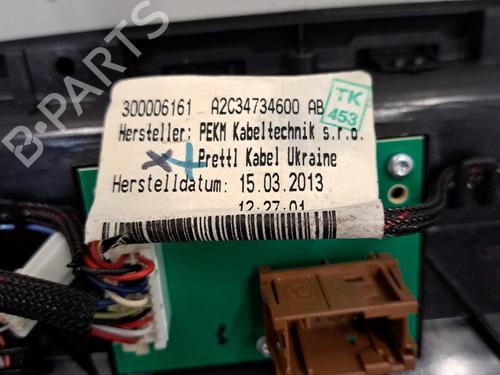 B-PARTS
300006161 A2C34734600 AB
TK
453
Hersteller: PEKM Kabeltechnik s.r.o.
Prettl Kabel Ukraine
Herstelldatum: 15.03.2013
12:27:01